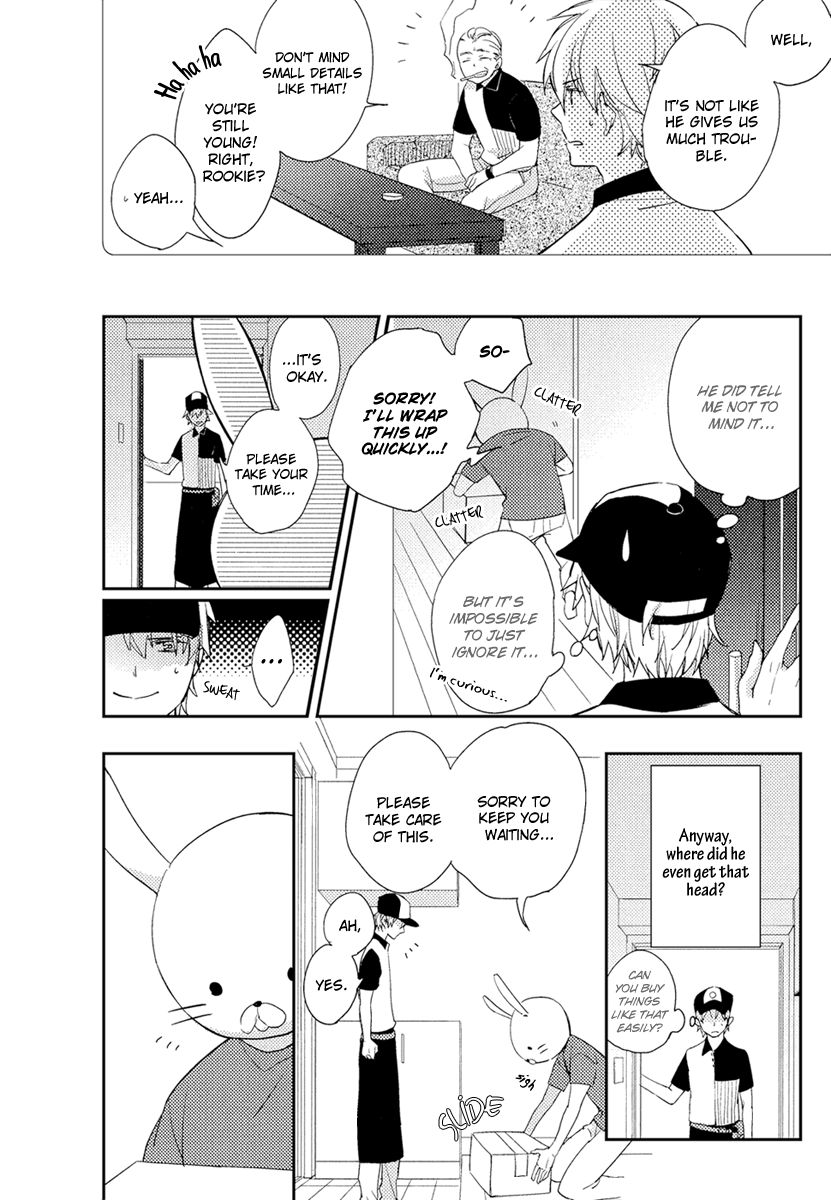 WELL,
IT'S NOT LIKE
HE GIVES US
MUCH TROU-
BLE.
DON'T MIND
SMALL DETAILS
LIKE THAT!
YOU'RE
STILL
YOUNG!
RIGHT,
ROOKIE?
Ha ha ha
YEAH...
HE DID TELL
ME NOT TO
MIND IT...
SO-
SORRY!
I'LL WRAP
THIS UP
QUICKLY...!
CLATTER
CLATTER
BUT IT'S
IMPOSSIBLE
TO JUST
IGNORE IT...
I'm curious...
...IT'S
OKAY.
PLEASE
TAKE YOUR
TIME...
...
SWEAT
Anyway,
where did he
even get that
head?
CAN
YOU BUY
THINGS
LIKE THAT
EASILY?
SORRY TO
KEEP YOU
WAITING...
PLEASE
TAKE CARE
OF THIS.
AH,
YES.
sigh
SLIDE